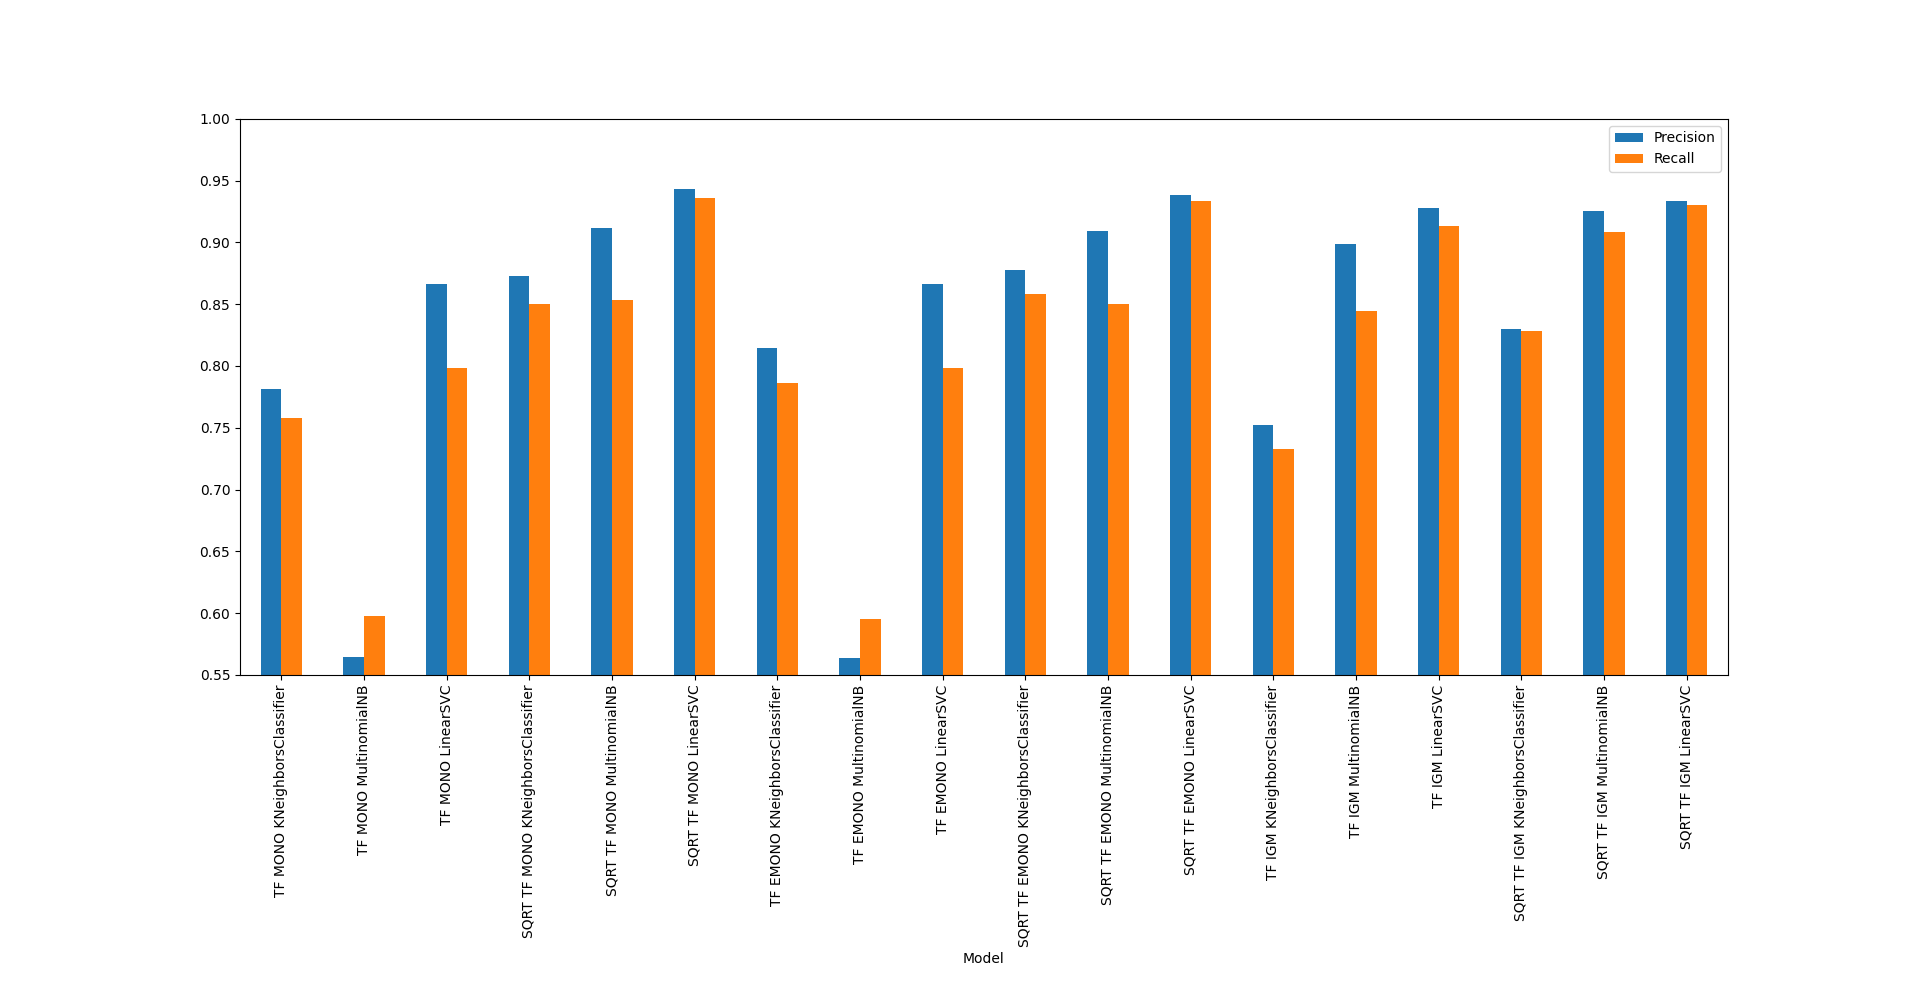 1.00
0.95
0.90
0.85
0.80
0.75
0.70
0.65
0.60
0.55
Precision
Recall
TF MONO KNeighborsClassifier
TF MONO MultinomialNB
TF MONO LinearSVC
SQRT TF MONO KNeighborsClassifier
SQRT TF MONO MultinomialNB
SQRT TF MONO LinearSVC
TF EMONO KNeighborsClassifier
TF EMONO MultinomialNB
TF EMONO LinearSVC
SQRT TF EMONO KNeighborsClassifier
SQRT TF EMONO MultinomialNB
SQRT TF EMONO LinearSVC
TF IGM KNeighborsClassifier
TF IGM MultinomialNB
TF IGM LinearSVC
SQRT TF IGM KNeighborsClassifier
SQRT TF IGM MultinomialNB
SQRT TF IGM LinearSVC
Model